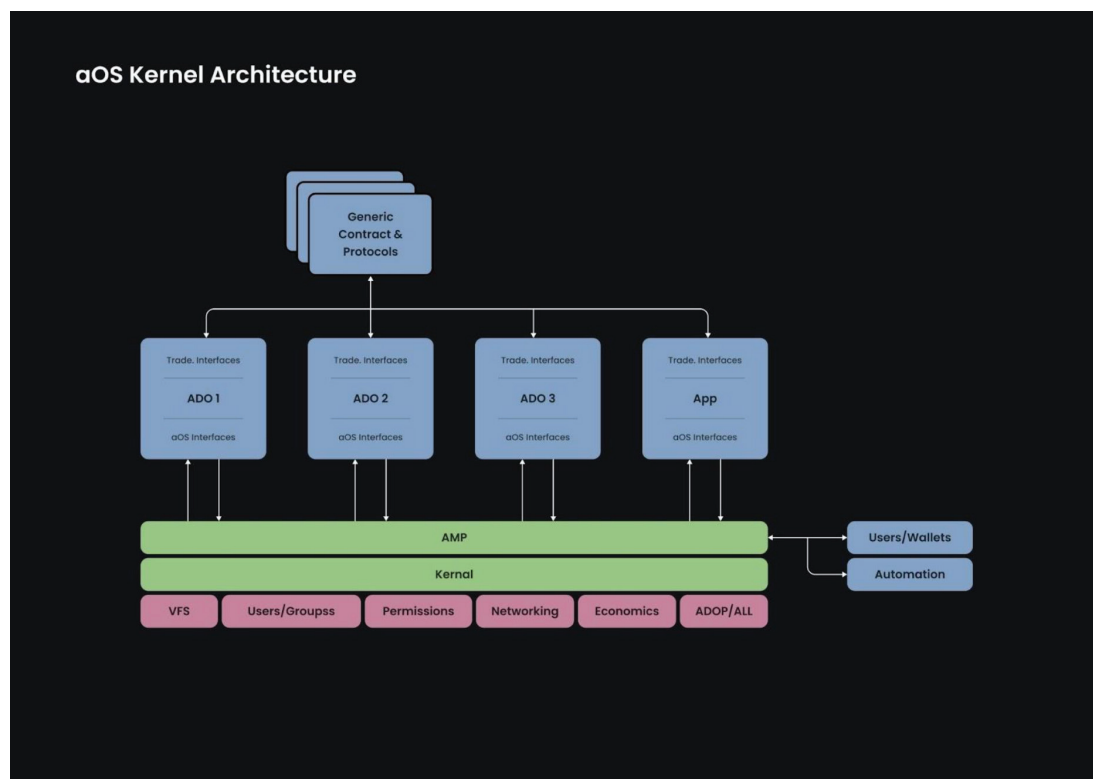 aOS Kernel Architecture
Generic
Contract &
Protocols
Trade. Interfaces
ADO 1
aOS Interfaces
Trade. Interfaces
ADO 2
aOS Interfaces
Trade. Interfaces
ADO 3
aOS Interfaces
Trade. Interfaces
App
aOS Interfaces
AMP
Users/Wallets
Kernal
Automation
VFS
Users/Groupss
Permissions
Networking
Economics
ADOP/ALL